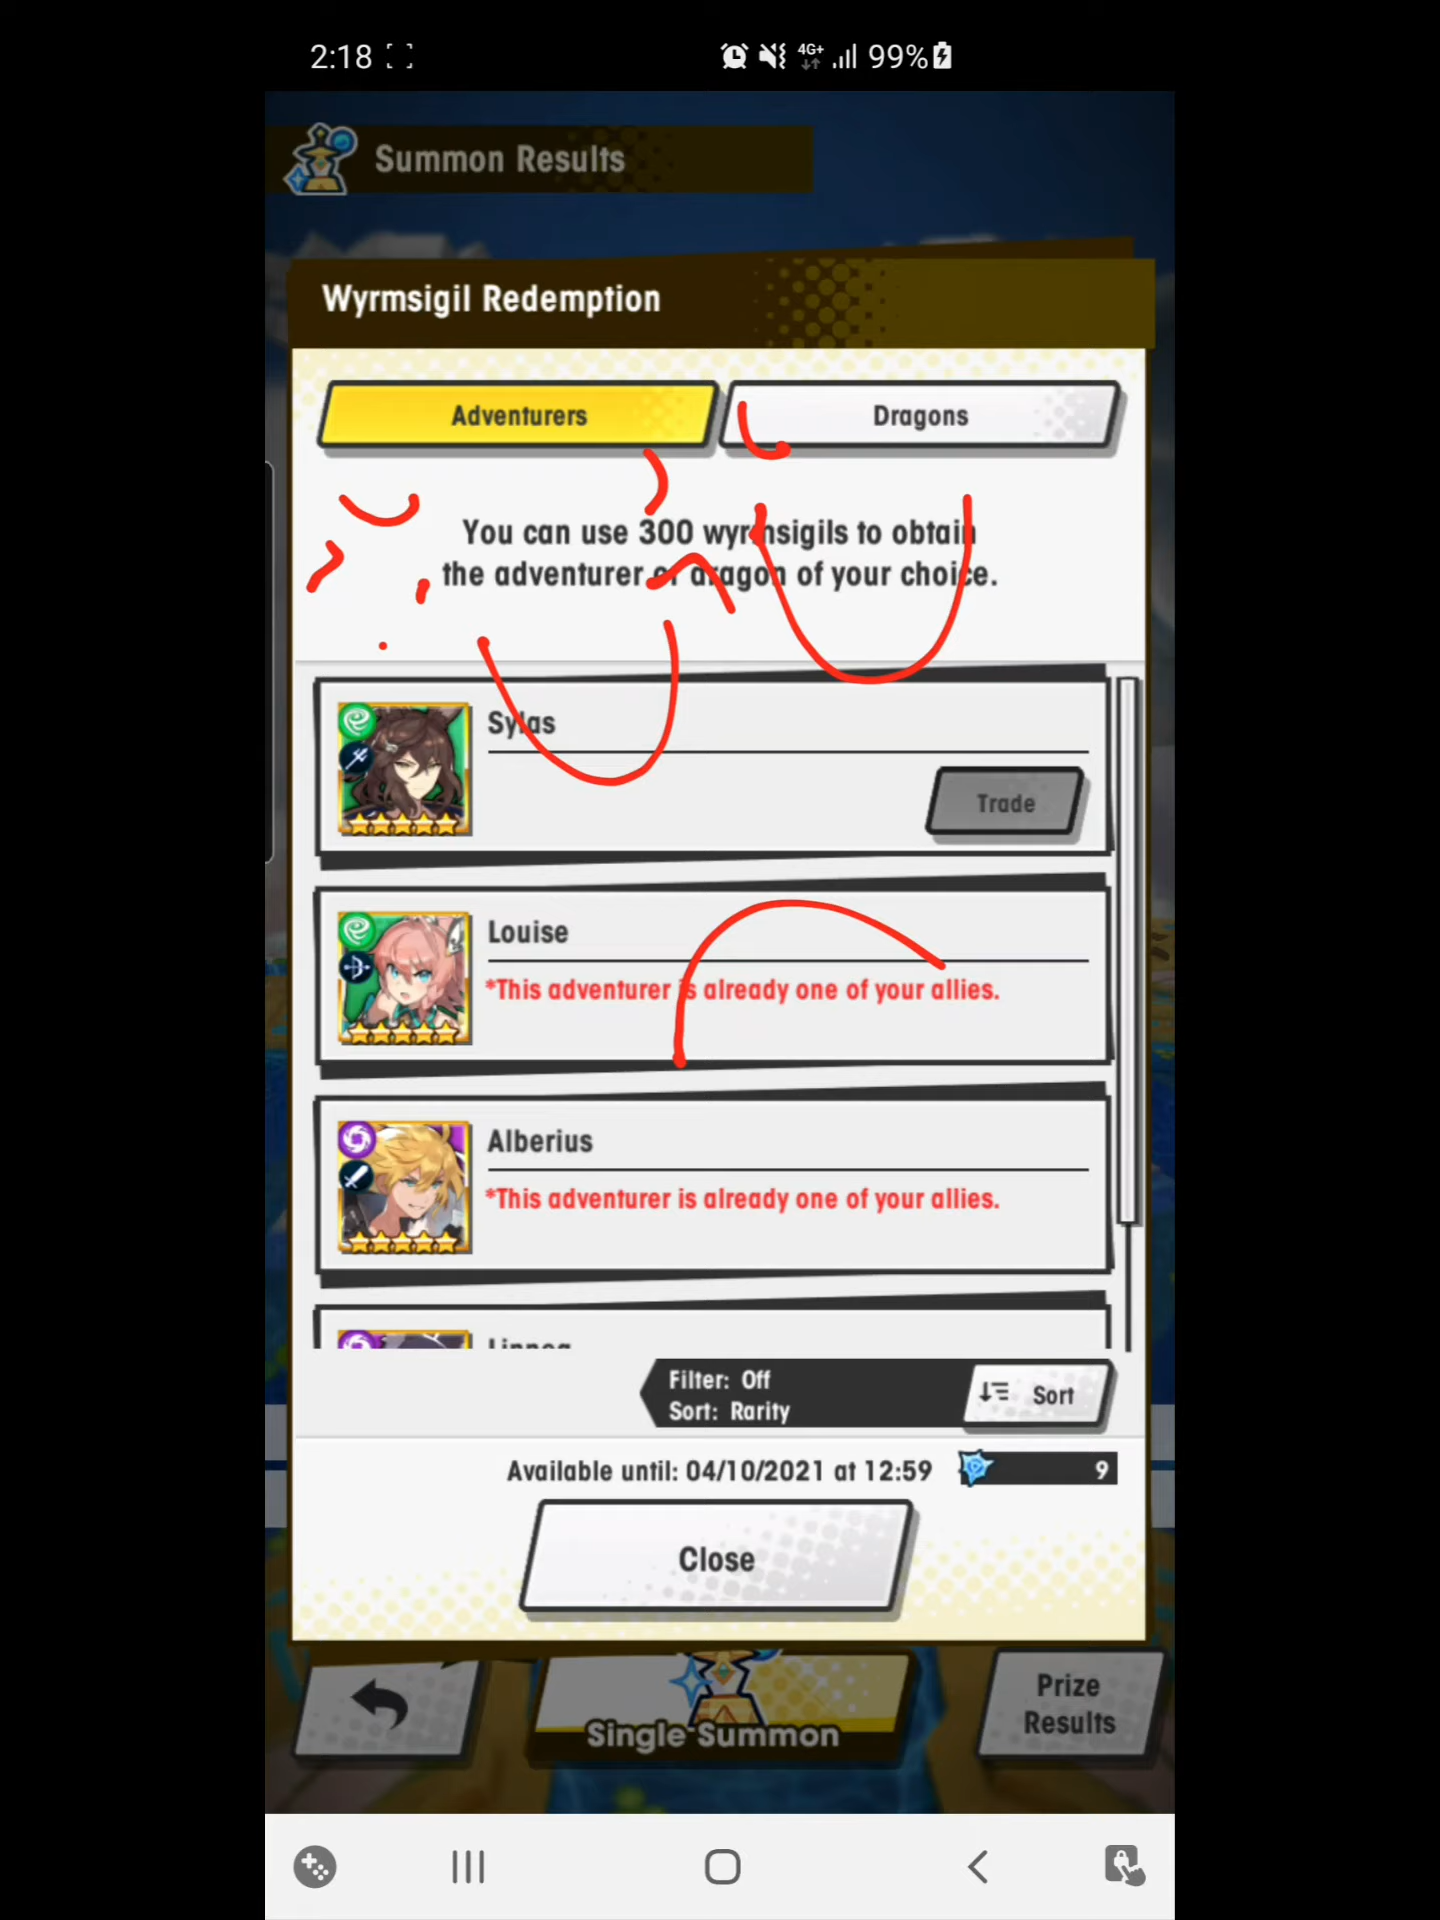 2:18 4G+ 99%
Summon Results
Wyrmsigil Redemption
Adventurers Dragons
You can use 300 wyrmsigils to obtain
the adventurer or dragon of your choice.
Sylas
Trade
Louise
*This adventurer is already one of your allies.
Alberius
*This adventurer is already one of your allies.
Filter: Off
Sort: Rarity
Sort
Available until: 04/10/2021 at 12:59 9
Close
Single Summon
Prize
Results